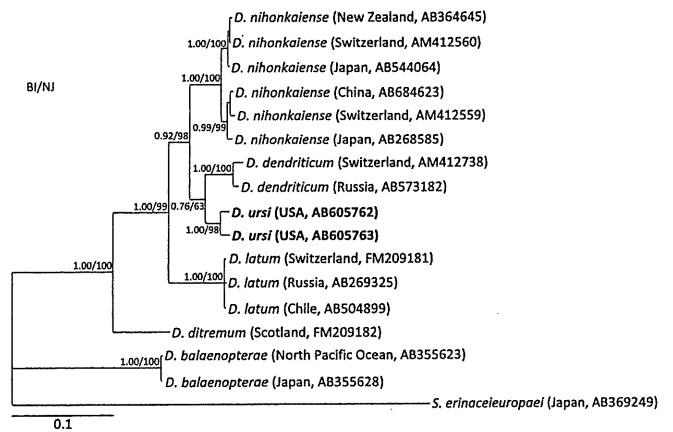 D. nihonkaiense (New Zealand, AB364645)
1.00/100
D. nihonkaiense (Switzerland, AM412560)
D. nihonkaiense (Japan, AB544064)
1.00/100
BI/NJ
D. nihonkaiense (China, AB684623)
D. nihonkaiense (Switzerland, AM412559)
0.99/99
0.92/98
D. nihonkaiense (Japan, AB268585)
D. dendriticum (Switzerland, AM412738)
1.00/100
D. dendriticum (Russia, AB573182)
1.00/99
0.76/63
D. ursi (USA, AB605762)
1.00/98
D. ursi (USA, AB605763)
D. latum (Switzerland, FM209181)
1.00/100
1.00/100
D. latum (Russia, AB269325)
D. latum (Chile, AB504899)
D. ditremum (Scotland, FM209182)
D. balaenopterae (North Pacific Ocean, AB355623)
1.00/100
D. balaenopterae (Japan, AB355628)
S. erinaceieuropaei (Japan, AB369249)
0.1